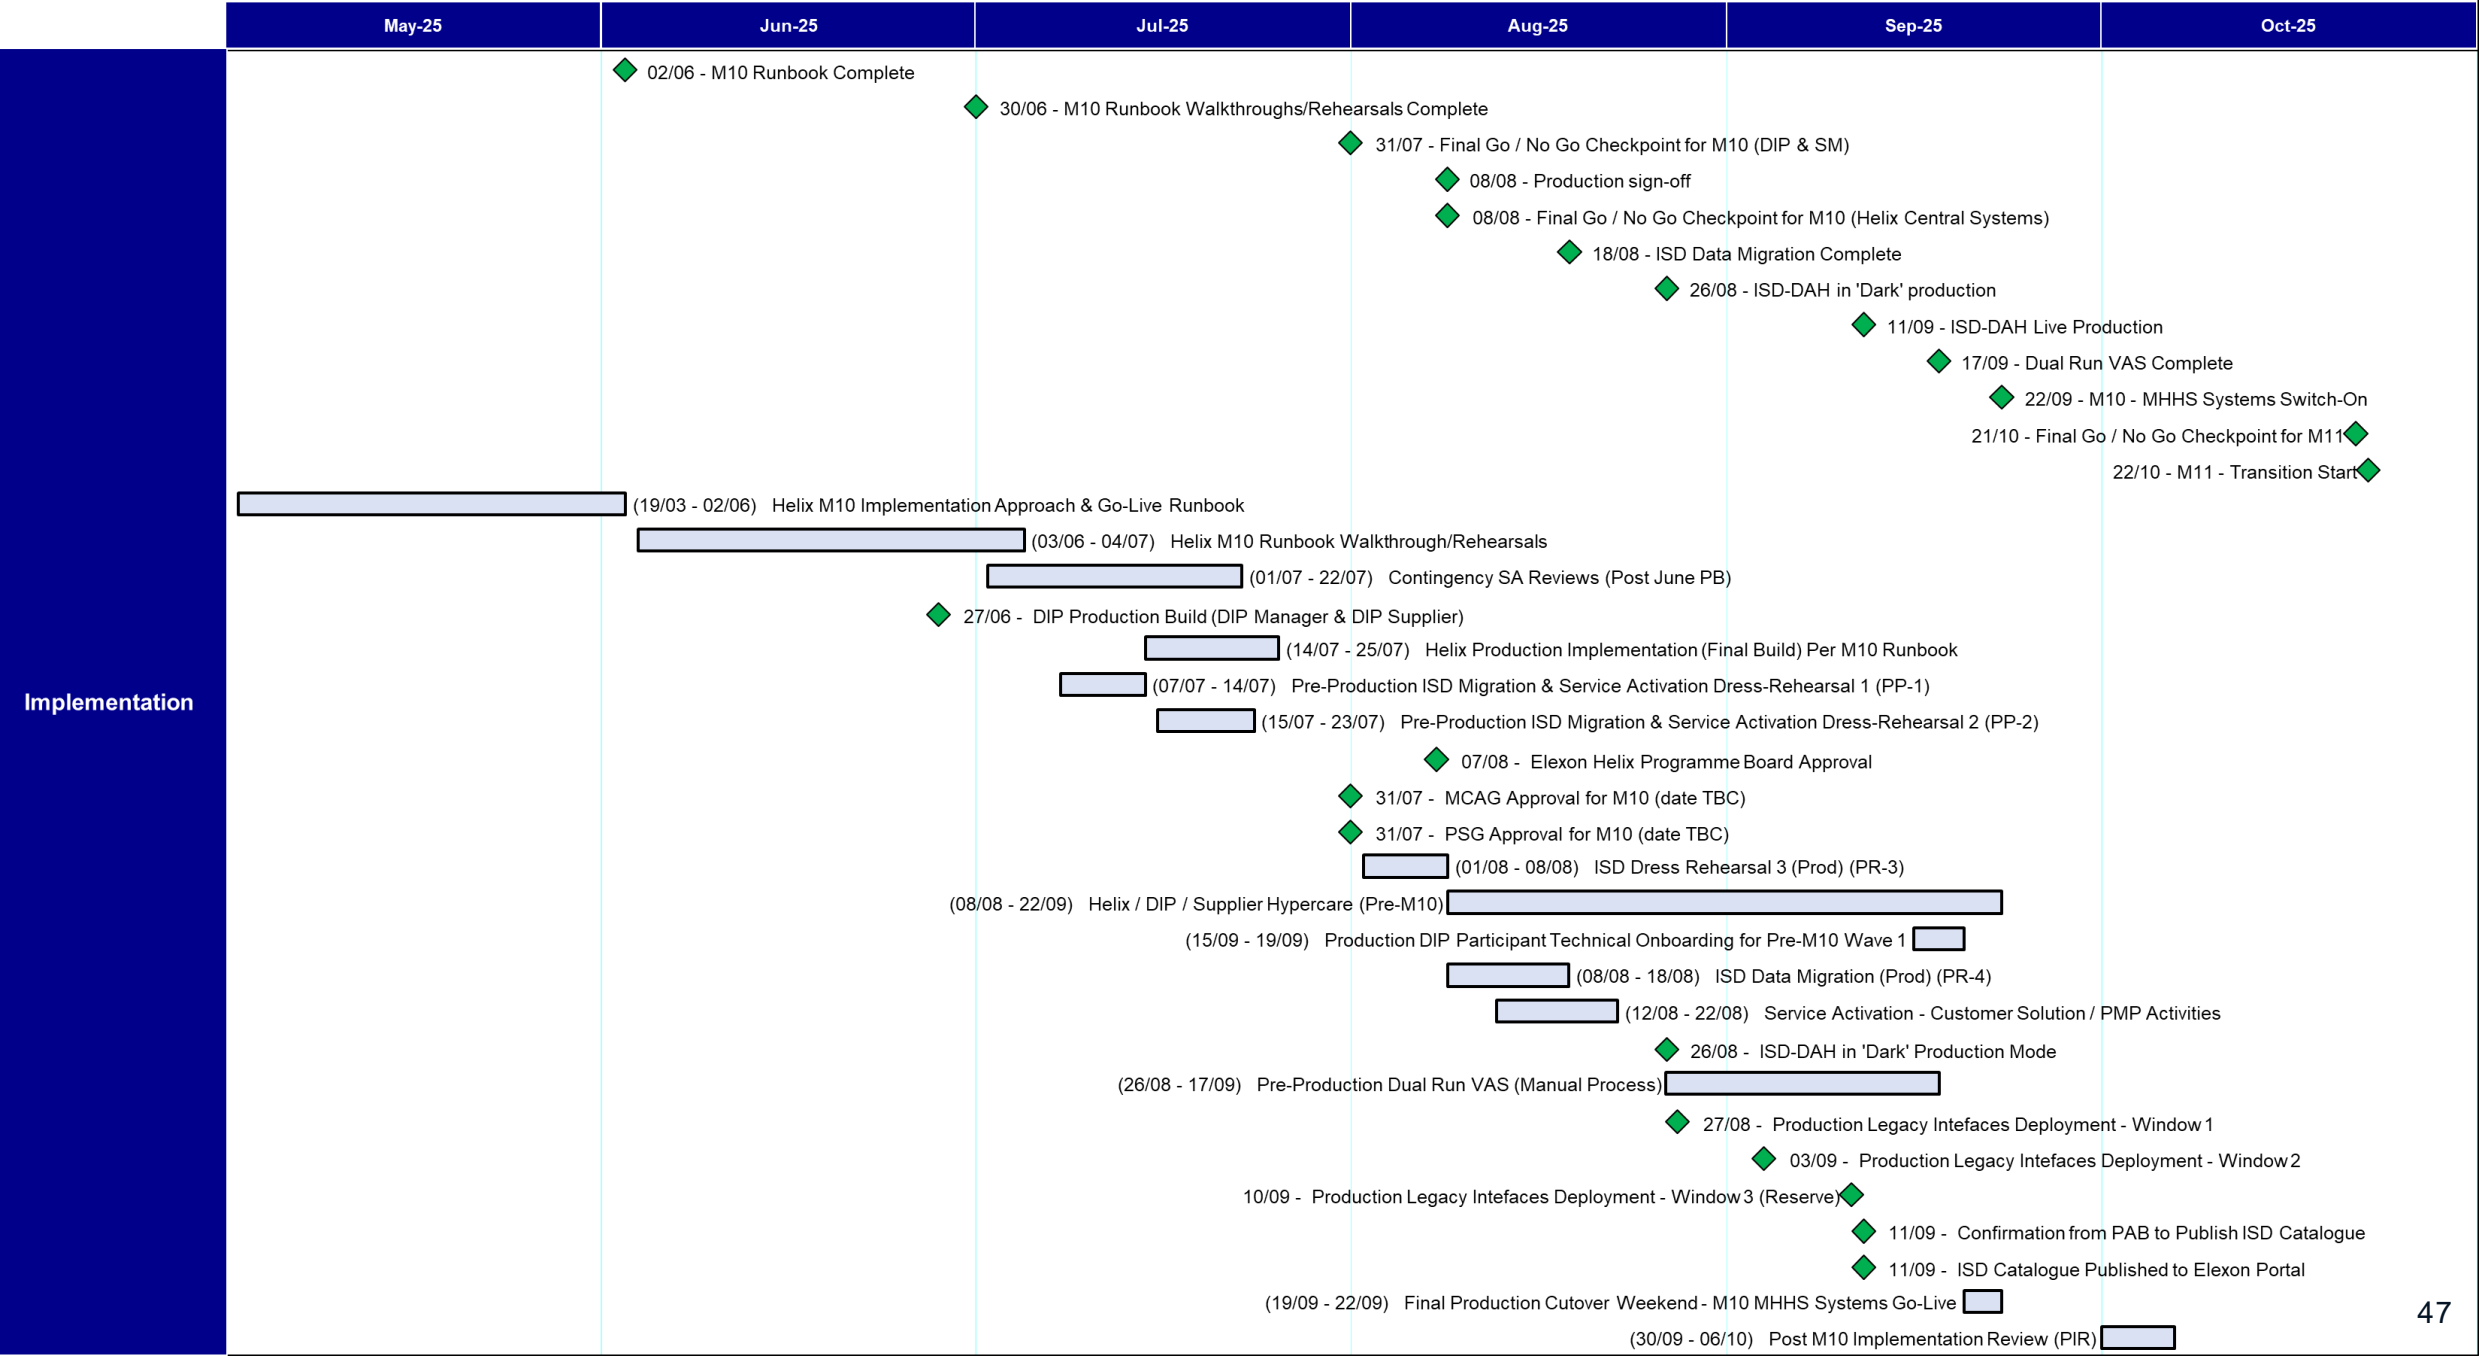 May-25 Jun-25 Jul-25 Aug-25 Sep-25 Oct-25
Implementation
02/06 - M10 Runbook Complete
30/06 - M10 Runbook Walkthroughs/Rehearsals Complete
31/07 - Final Go / No Go Checkpoint for M10 (DIP & SM)
08/08 - Production sign-off
08/08 - Final Go / No Go Checkpoint for M10 (Helix Central Systems)
18/08 - ISD Data Migration Complete
26/08 - ISD-DAH in 'Dark' production
11/09 - ISD-DAH Live Production
17/09 - Dual Run VAS Complete
22/09 - M10 - MHHS Systems Switch-On
21/10 - Final Go / No Go Checkpoint for M11
22/10 - M11 - Transition Start
(19/03 - 02/06) Helix M10 Implementation Approach & Go-Live Runbook
(03/06 - 04/07) Helix M10 Runbook Walkthrough/Rehearsals
(01/07 - 22/07) Contingency SA Reviews (Post June PB)
27/06 - DIP Production Build (DIP Manager & DIP Supplier)
(14/07 - 25/07) Helix Production Implementation (Final Build) Per M10 Runbook
(07/07 - 14/07) Pre-Production ISD Migration & Service Activation Dress-Rehearsal 1 (PP-1)
(15/07 - 23/07) Pre-Production ISD Migration & Service Activation Dress-Rehearsal 2 (PP-2)
07/08 - Elexon Helix Programme Board Approval
31/07 - MCAG Approval for M10 (date TBC)
31/07 - PSG Approval for M10 (date TBC)
(01/08 - 08/08) ISD Dress Rehearsal 3 (Prod) (PR-3)
(08/08 - 22/09) Helix / DIP / Supplier Hypercare (Pre-M10)
(15/09 - 19/09) Production DIP Participant Technical Onboarding for Pre-M10 Wave 1
(08/08 - 18/08) ISD Data Migration (Prod) (PR-4)
(12/08 - 22/08) Service Activation - Customer Solution / PMP Activities
26/08 - ISD-DAH in 'Dark' Production Mode
(26/08 - 17/09) Pre-Production Dual Run VAS (Manual Process)
27/08 - Production Legacy Intefaces Deployment - Window 1
03/09 - Production Legacy Intefaces Deployment - Window 2
10/09 - Production Legacy Intefaces Deployment - Window 3 (Reserve)
11/09 - Confirmation from PAB to Publish ISD Catalogue
11/09 - ISD Catalogue Published to Elexon Portal
(19/09 - 22/09) Final Production Cutover Weekend - M10 MHHS Systems Go-Live
(30/09 - 06/10) Post M10 Implementation Review (PIR)
47